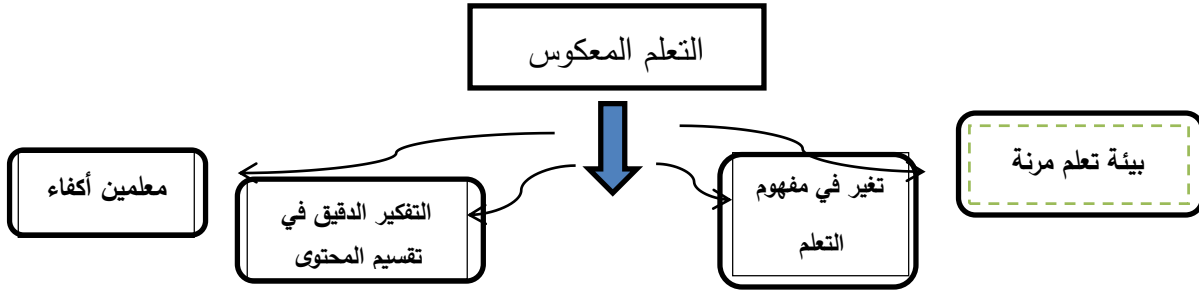 التعلم المعكوس
بيئة تعلم مرنة
تغير في مفهوم
التعلم
التفكير الدقيق في
تقسيم المحتوى
معلمين أكفاء